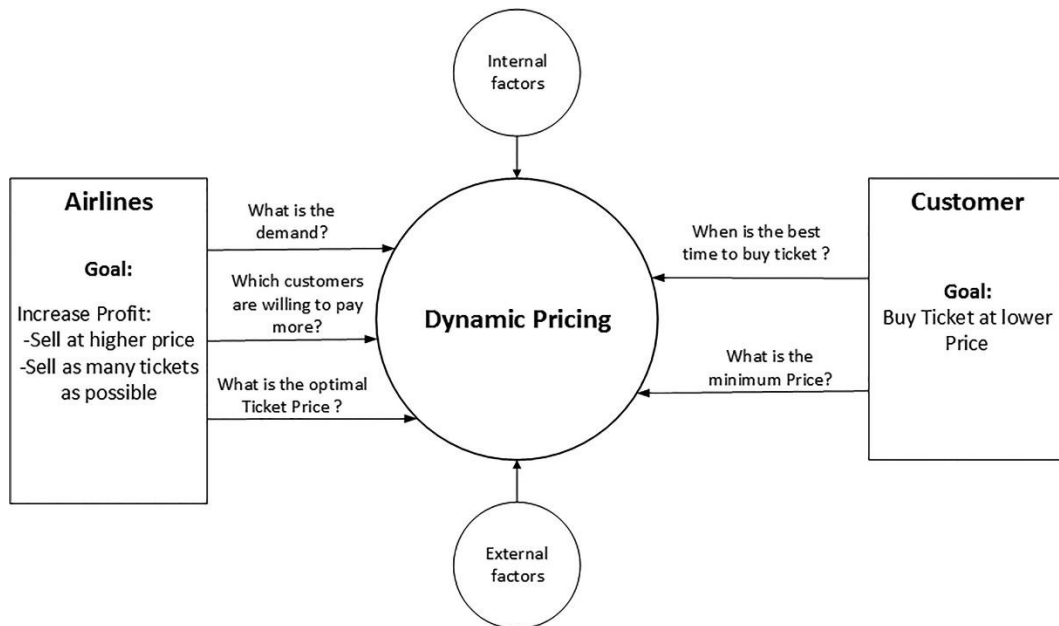 Internal
factors
Airlines
Goal:
Increase Profit:
-Sell at higher price
-Sell as many tickets
as possible
What is the
demand?
Which customers
are willing to pay
more?
What is the optimal
Ticket Price ?
Dynamic Pricing
When is the best
time to buy ticket ?
What is the
minimum Price?
Customer
Goal:
Buy Ticket at lower
Price
External
factors